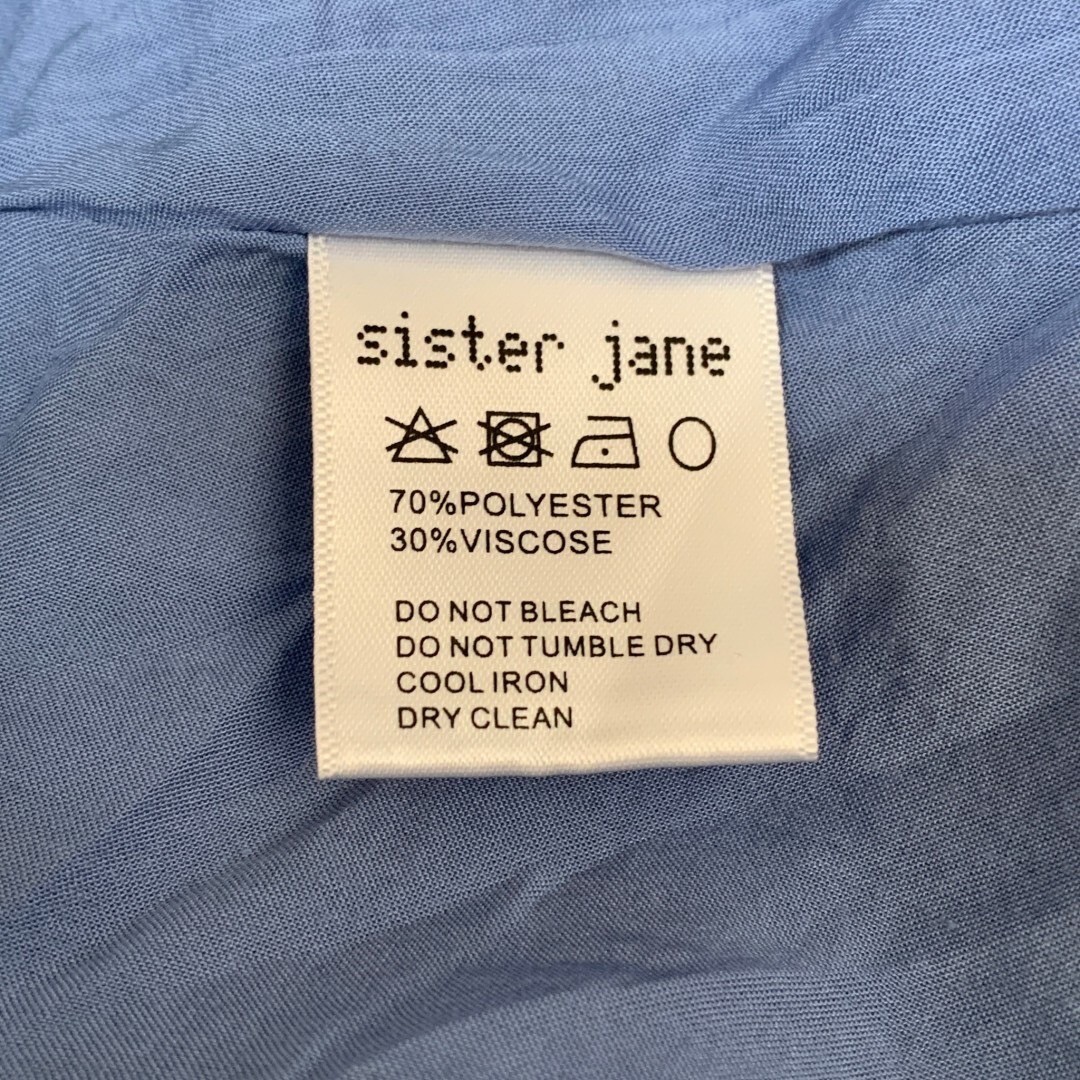 sister jane
70%POLYESTER
30%VISCOSE
DO NOT BLEACH
DO NOT TUMBLE DRY
COOL IRON
DRY CLEAN